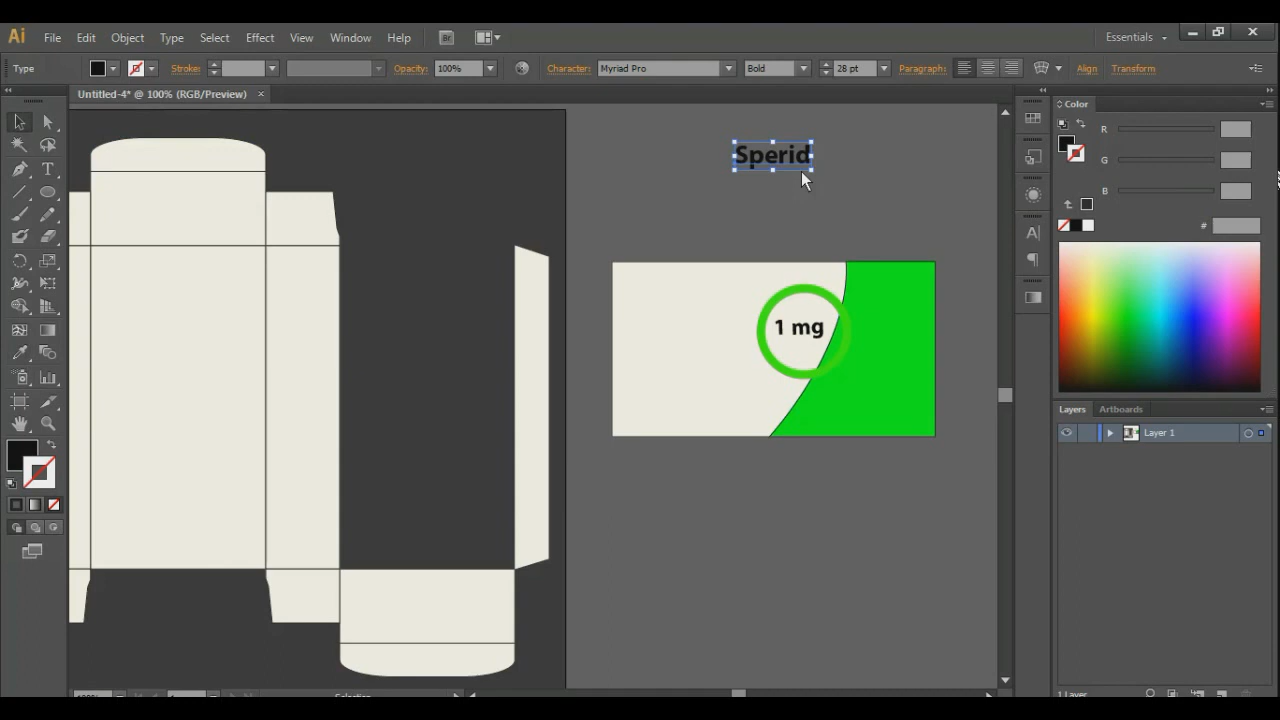 Ai File Edit Object Type Select Effect View Window Help Br Essentials
Type Stroke: Opacity: 100% Character: Myriad Pro Bold 28 pt Paragraph: Align Transform
Untitled-4* @ 100% (RGB/Preview) ×
Color
R
G
B
#
Sperid
1 mg
Layers Artboards
Layer 1